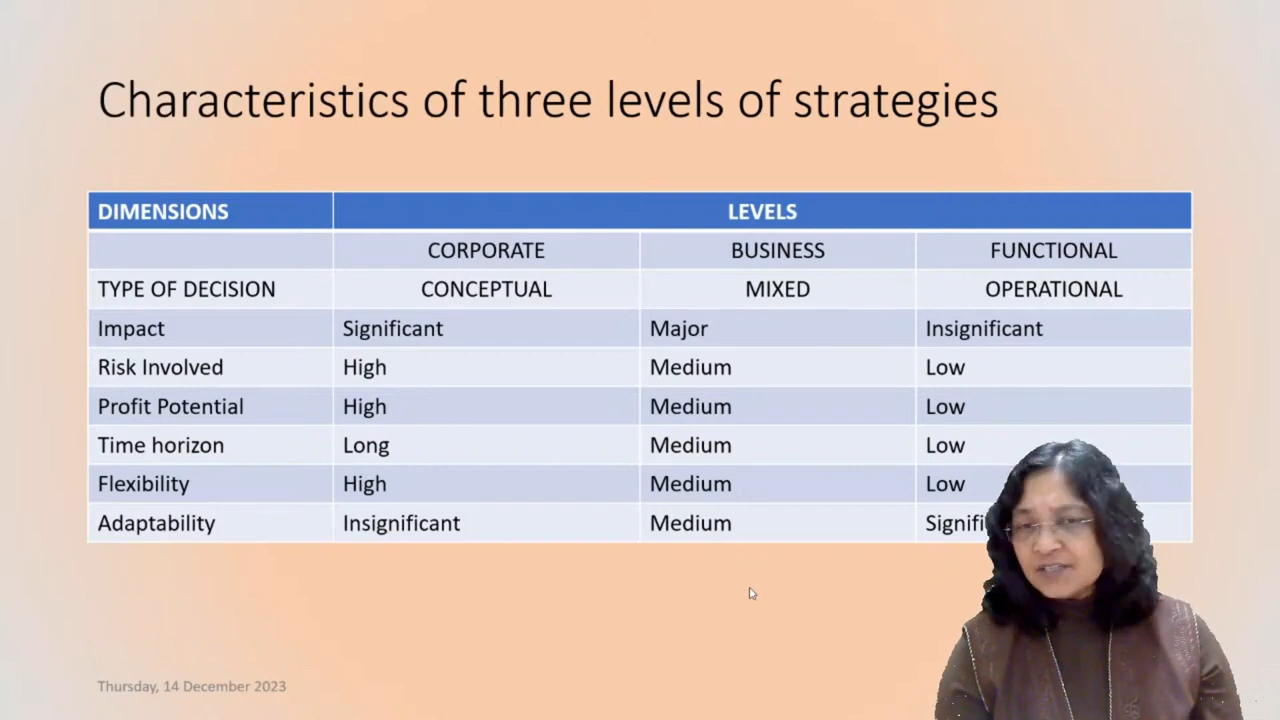 Characteristics of three levels of strategies
DIMENSIONS LEVELS
CORPORATE BUSINESS FUNCTIONAL
TYPE OF DECISION CONCEPTUAL MIXED OPERATIONAL
Impact Significant Major Insignificant
Risk Involved High Medium Low
Profit Potential High Medium Low
Time horizon Long Medium Low
Flexibility High Medium Low
Adaptability Insignificant Medium
Thursday, 14 December 2023